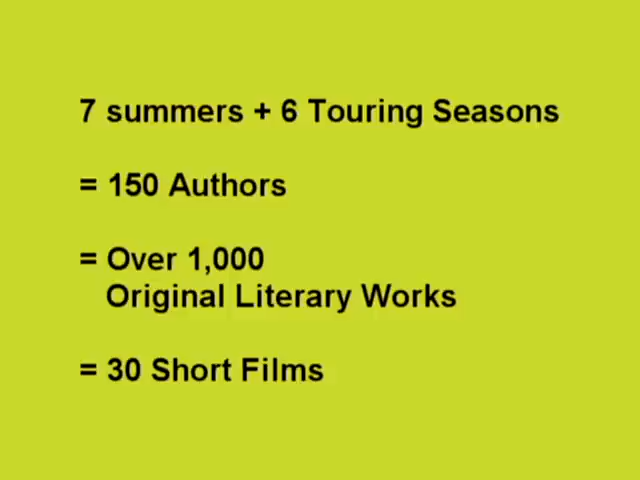 7 summers + 6 Touring Seasons
= 150 Authors
= Over 1,000
Original Literary Works
= 30 Short Films